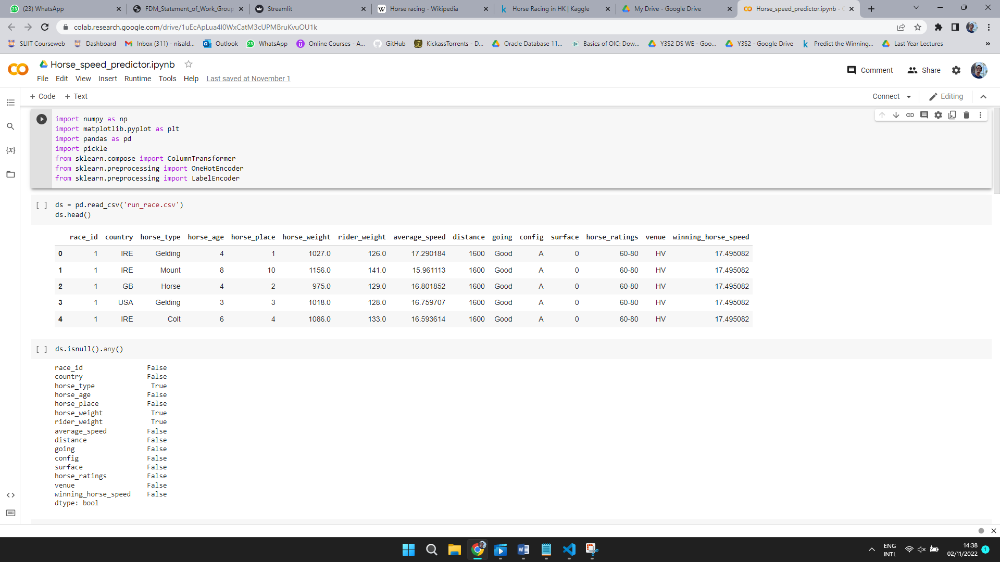 (23) WhatsApp
FDM_Statement_of_Work_Group
Streamlit
Horse racing - Wikipedia
Horse Racing in HK | Kaggle
My Drive - Google Drive
Horse_speed_predictor.ipynb -
colab.research.google.com/drive/1uEcApLua4I0WxCatM3cUPMBruKvuOU1k
SLIIT Courseweb
Dashboard
Inbox (311) - nisald...
Outlook
WhatsApp
Online Courses - A...
GitHub
KickassTorrents - D...
Oracle Database 11...
Basics of OIC: Dow...
Y3S2 DS WE - Goo...
Y3S2 - Google Drive
Predict the Winning...
Last Year Lectures
»
Horse_speed_predictor.ipynb
Comment
Share
File Edit View Insert Runtime Tools Help Last saved at November 1
+ Code + Text
Connect
Editing
import numpy as np
import matplotlib.pyplot as plt
import pandas as pd
import pickle
from sklearn.compose import ColumnTransformer
from sklearn.preprocessing import OneHotEncoder
from sklearn.preprocessing import LabelEncoder
{x}
[ ] ds = pd.read_csv('run_race.csv')
ds.head()
race_id country horse_type horse_age horse_place horse_weight rider_weight average_speed distance going config surface horse_ratings venue winning_horse_speed
0 1 IRE Gelding 4 1 1027.0 126.0 17.290184 1600 Good A 0 60-80 HV 17.495082
1 1 IRE Mount 8 10 1156.0 141.0 15.961113 1600 Good A 0 60-80 HV 17.495082
2 1 GB Horse 4 2 975.0 129.0 16.801852 1600 Good A 0 60-80 HV 17.495082
3 1 USA Gelding 3 3 1018.0 128.0 16.759707 1600 Good A 0 60-80 HV 17.495082
4 1 IRE Colt 6 4 1086.0 133.0 16.593614 1600 Good A 0 60-80 HV 17.495082
[ ] ds.isnull().any()
race_id False
country False
horse_type True
horse_age False
horse_place False
horse_weight True
rider_weight True
average_speed False
distance False
going False
config False
surface False
horse_ratings False
venue False
winning_horse_speed False
dtype: bool
ENG
INTL
14:38
02/11/2022
1